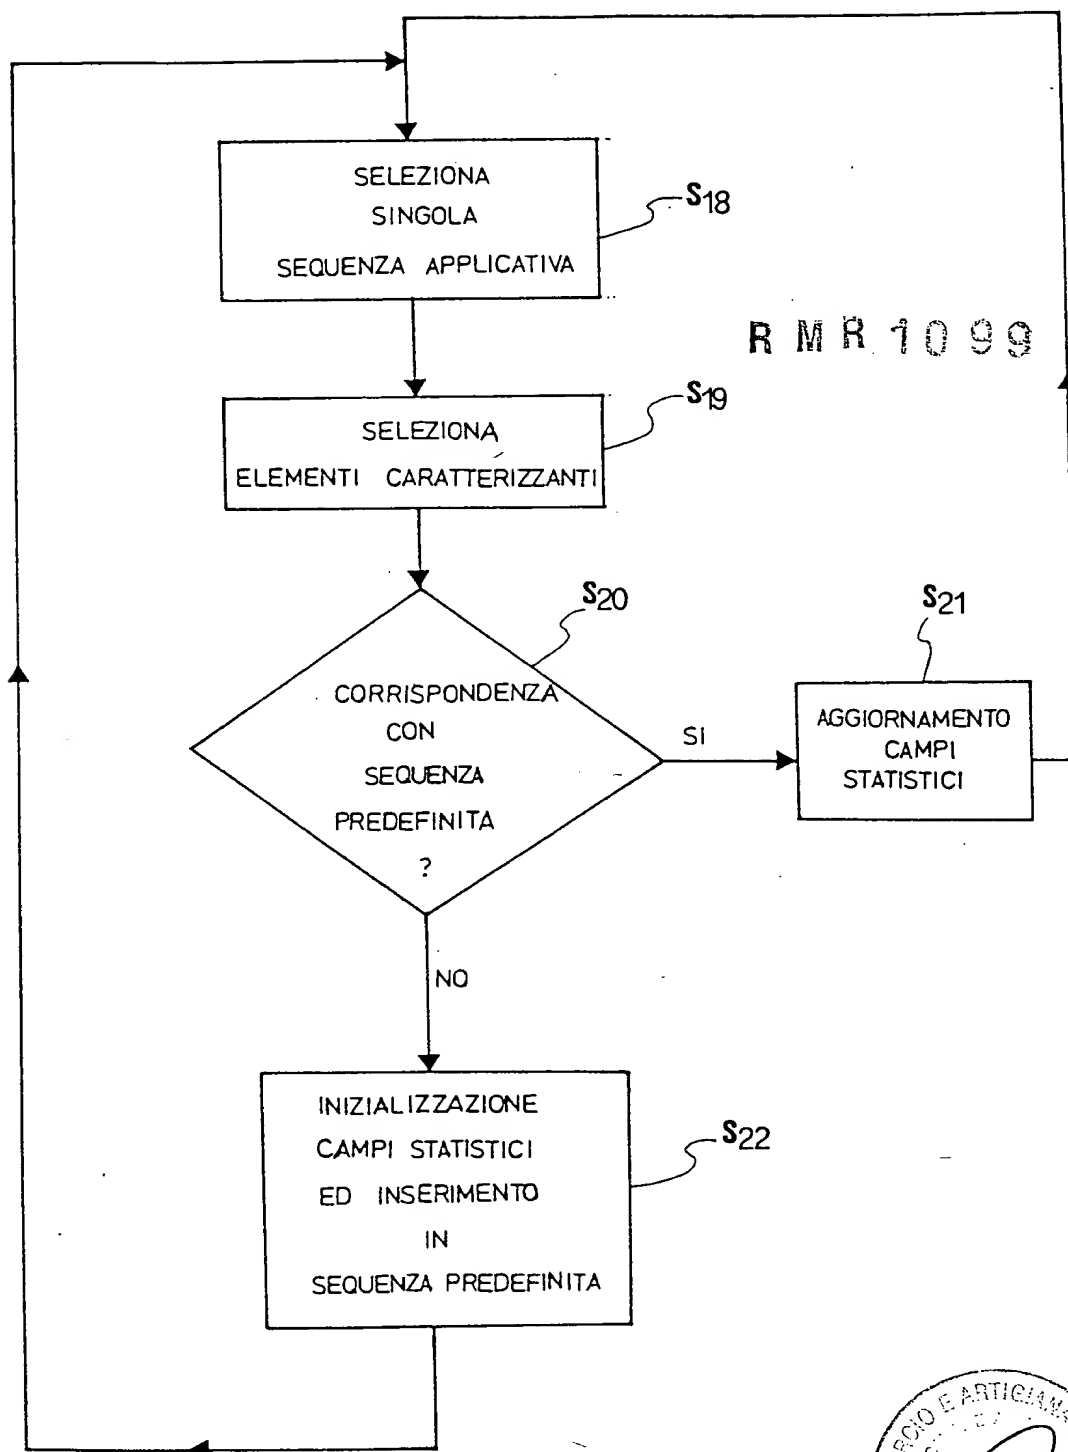 SELEZIONA
SINGOLA
SEQUENZA APPLICATIVA
S18
RMR 1099
SELEZIONA
ELEMENTI CARATTERIZZANTI
S19
CORRISPONDENZA
CON
SEQUENZA
PREDEFINITA
?
S20
SI
AGGIORNAMENTO
CAMPI
STATISTICI
S21
NO
INIZIALIZZAZIONE
CAMPI STATISTICI
ED INSERIMENTO
IN
SEQUENZA PREDEFINITA
S22
E ARTIGIANA